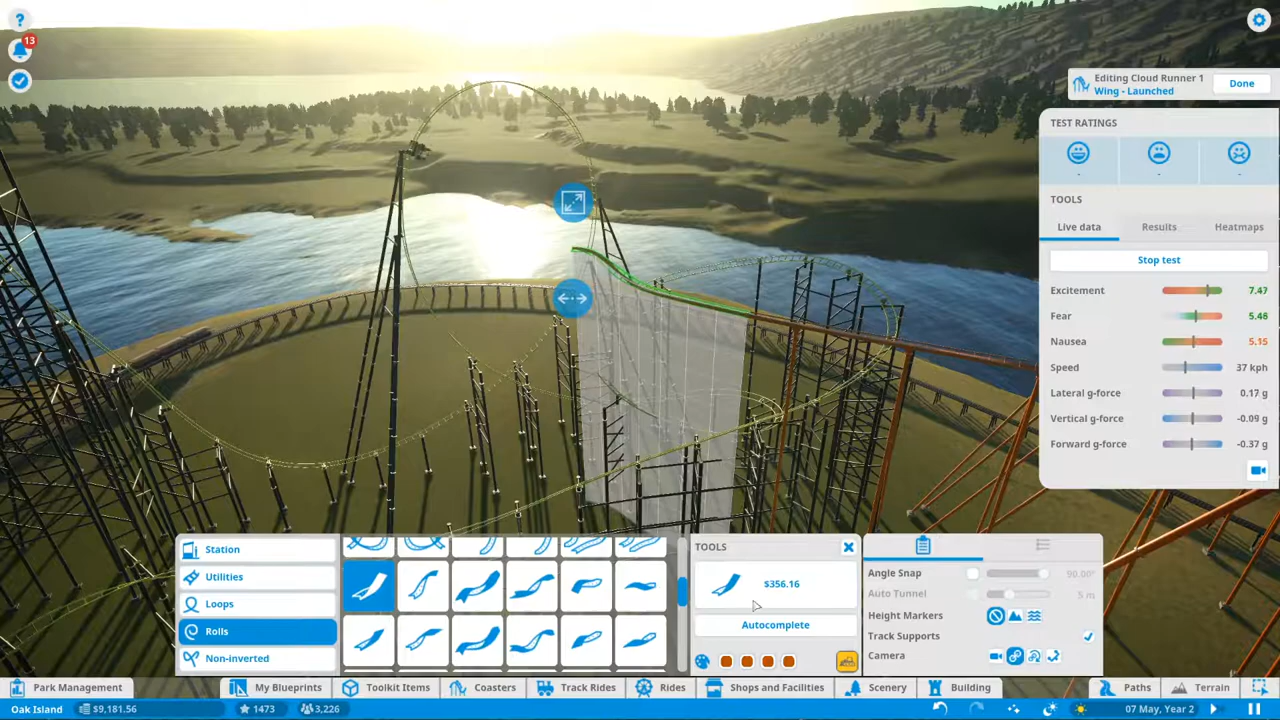 ?
13
Editing Cloud Runner 1
Wing - Launched
Done
TEST RATINGS
- - -
TOOLS
Live data Results Heatmaps
Stop test
Excitement 7.47
Fear 5.48
Nausea 5.15
Speed 37 kph
Lateral g-force 0.17 g
Vertical g-force -0.09 g
Forward g-force -0.37 g
Station
Utilities
Loops
Rolls
Non-inverted
TOOLS
$356.16
Autocomplete
Angle Snap 90.00°
Auto Tunnel 5 m
Height Markers
Track Supports
Camera
Park Management My Blueprints Toolkit Items Coasters Track Rides Rides Shops and Facilities Scenery Building Paths Terrain
Oak Island $9,181.56 1473 3,226 07 May, Year 2